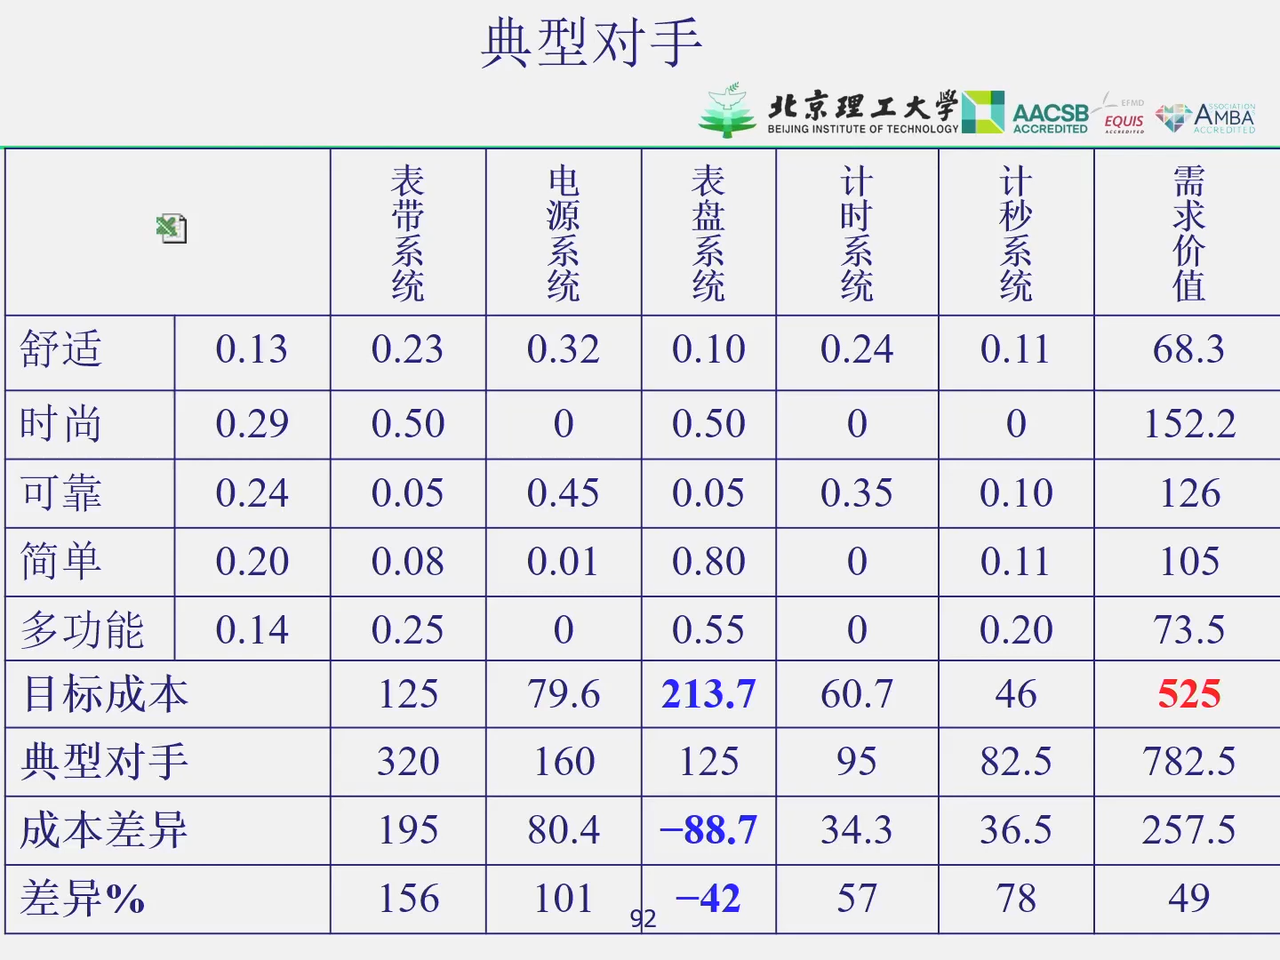 典型对手
北京理工大学
BEIJING INSTITUTE OF TECHNOLOGY
AACSB
ACCREDITED
EFMD
EQUIS
ACCREDITED
ASSOCIATION
AMBA
ACCREDITED
表带系统 电源系统 表盘系统 计时系统 计秒系统 需求价值
舒适 0.13 0.23 0.32 0.10 0.24 0.11 68.3
时尚 0.29 0.50 0 0.50 0 0 152.2
可靠 0.24 0.05 0.45 0.05 0.35 0.10 126
简单 0.20 0.08 0.01 0.80 0 0.11 105
多功能 0.14 0.25 0 0.55 0 0.20 73.5
目标成本 125 79.6 213.7 60.7 46 525
典型对手 320 160 125 95 82.5 782.5
成本差异 195 80.4 −88.7 34.3 36.5 257.5
差异% 156 101 −42 57 78 49
92